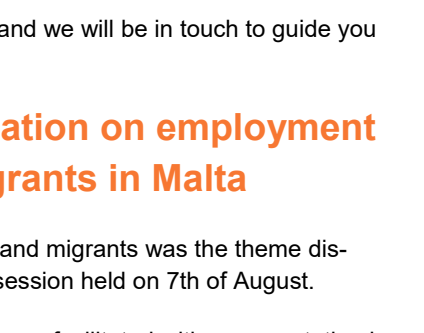 and we will be in touch to guide you
ation on employment
grants in Malta
and migrants was the theme dis-
session held on 7th of August.